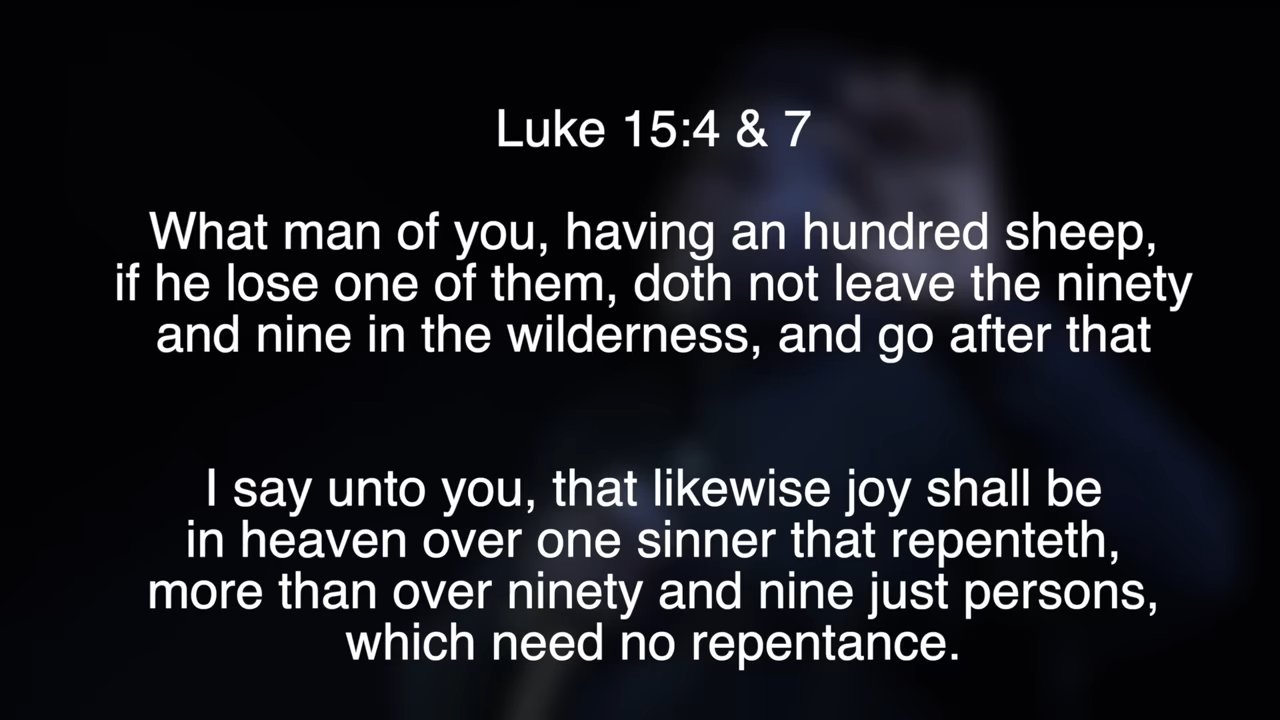 Luke 15:4 & 7
What man of you, having an hundred sheep,
if he lose one of them, doth not leave the ninety
and nine in the wilderness, and go after that
I say unto you, that likewise joy shall be
in heaven over one sinner that repenteth,
more than over ninety and nine just persons,
which need no repentance.